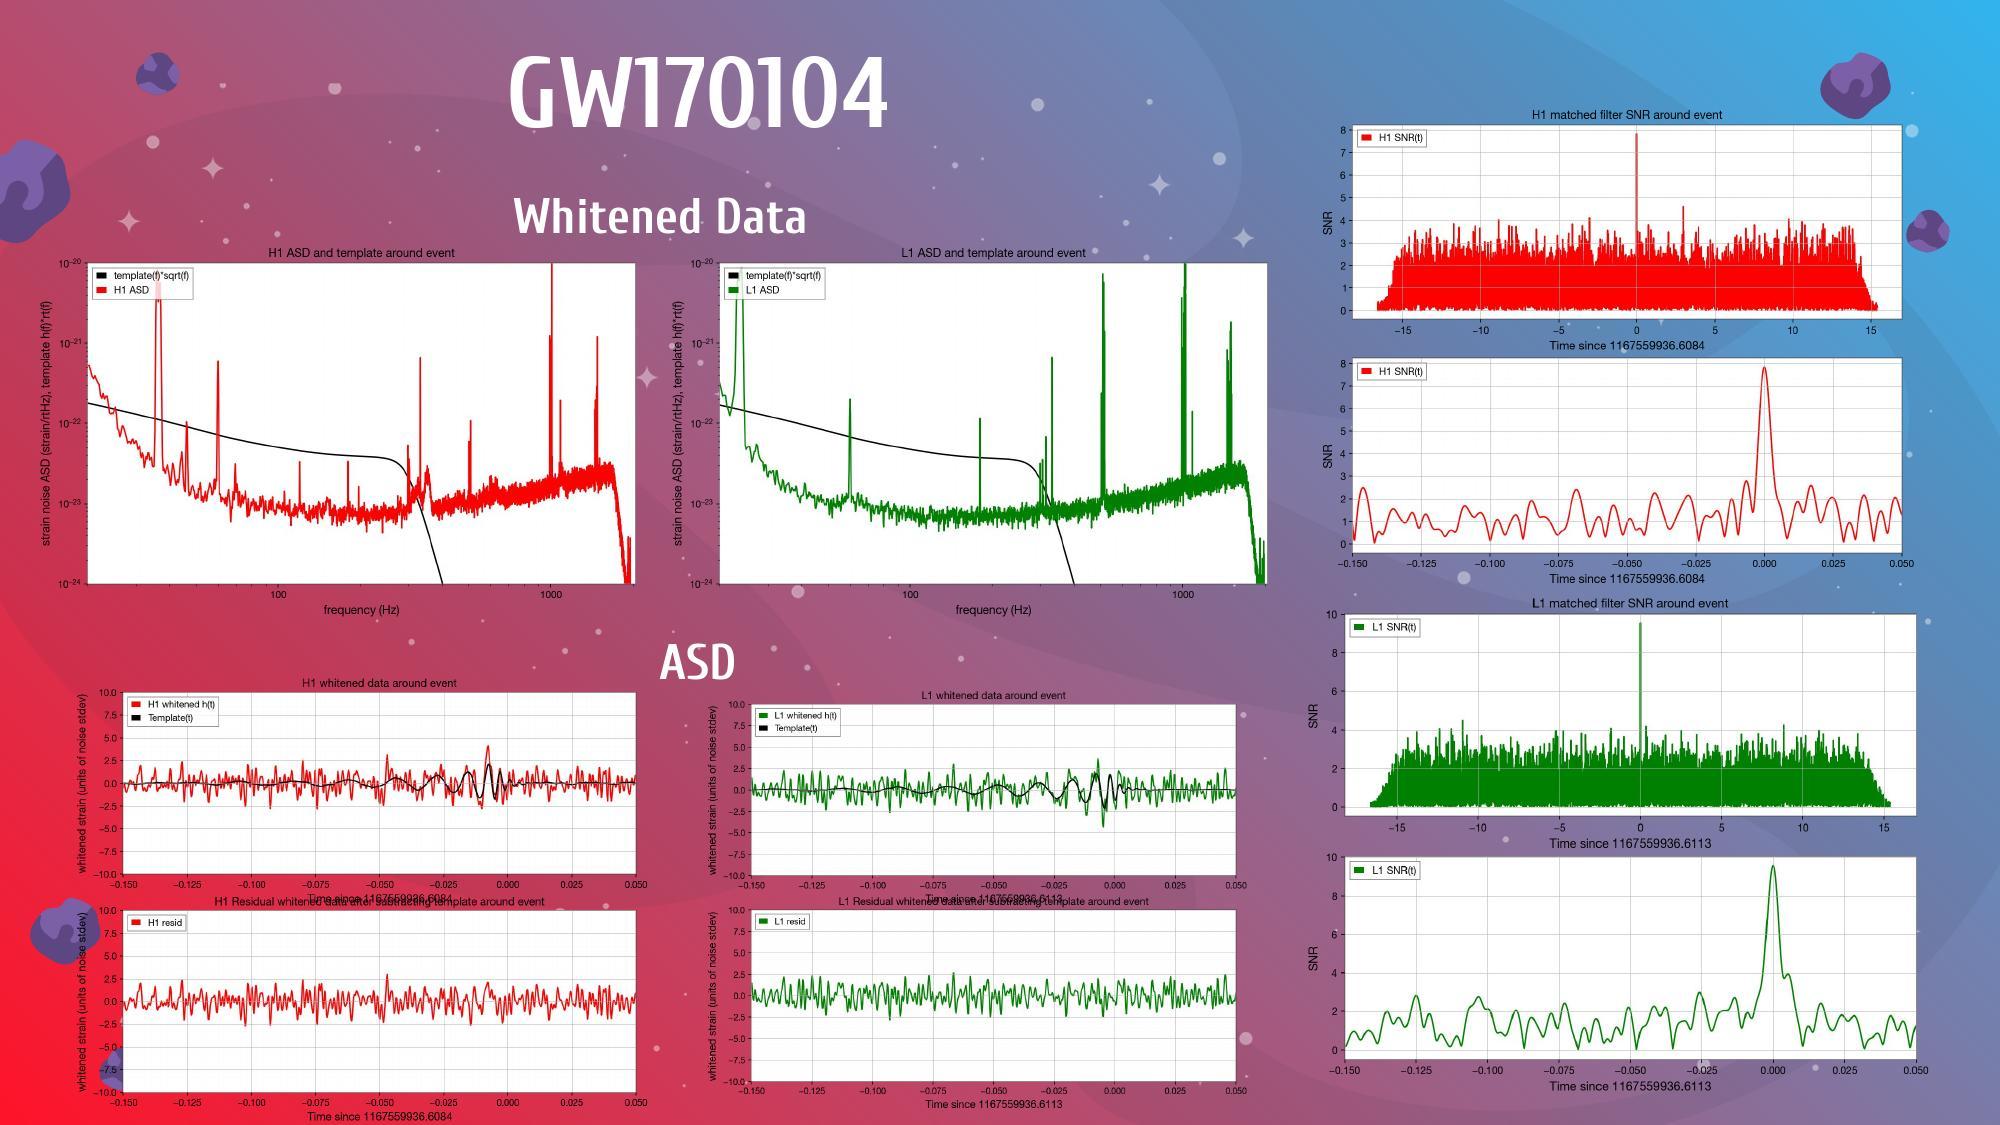 GW170104
Whitened Data
H1 ASD and template around event
template(f)*sqrt(f)
H1 ASD
strain noise ASD (strain/rtHz), template h(f)*rt(f)
10⁻²⁰
10⁻²¹
10⁻²²
10⁻²³
10⁻²⁴
100 1000
frequency (Hz)
L1 ASD and template around event
template(f)*sqrt(f)
L1 ASD
strain noise ASD (strain/rtHz), template h(f)*rt(f)
10⁻²⁰
10⁻²¹
10⁻²²
10⁻²³
10⁻²⁴
100 1000
frequency (Hz)
ASD
H1 whitened data around event
H1 whitened h(t)
Template(t)
whitened strain (units of noise stdev)
10.0
7.5
5.0
2.5
0.0
−2.5
−5.0
−7.5
−10.0
−0.150 −0.125 −0.100 −0.075 −0.050 −0.025 0.000 0.025 0.050
Time since 1167559936.6084
H1 Residual whitened data after subtracting template around event
H1 resid
whitened strain (units of noise stdev)
10.0
7.5
5.0
2.5
0.0
−2.5
−5.0
−7.5
−10.0
−0.150 −0.125 −0.100 −0.075 −0.050 −0.025 0.000 0.025 0.050
Time since 1167559936.6084
L1 whitened data around event
L1 whitened h(t)
Template(t)
whitened strain (units of noise stdev)
10.0
7.5
5.0
2.5
0.0
−2.5
−5.0
−7.5
−10.0
−0.150 −0.125 −0.100 −0.075 −0.050 −0.025 0.000 0.025 0.050
Time since 1167559936.6113
L1 Residual whitened data after subtracting template around event
L1 resid
whitened strain (units of noise stdev)
10.0
7.5
5.0
2.5
0.0
−2.5
−5.0
−7.5
−10.0
−0.150 −0.125 −0.100 −0.075 −0.050 −0.025 0.000 0.025 0.050
Time since 1167559936.6113
H1 matched filter SNR around event
H1 SNR(t)
SNR
8
7
6
5
4
3
2
1
0
−15 −10 −5 0 5 10 15
Time since 1167559936.6084
H1 SNR(t)
SNR
8
7
6
5
4
3
2
1
0
−0.150 −0.125 −0.100 −0.075 −0.050 −0.025 0.000 0.025 0.050
Time since 1167559936.6084
L1 matched filter SNR around event
L1 SNR(t)
SNR
10
8
6
4
2
0
−15 −10 −5 0 5 10 15
Time since 1167559936.6113
L1 SNR(t)
SNR
10
8
6
4
2
0
−0.150 −0.125 −0.100 −0.075 −0.050 −0.025 0.000 0.025 0.050
Time since 1167559936.6113